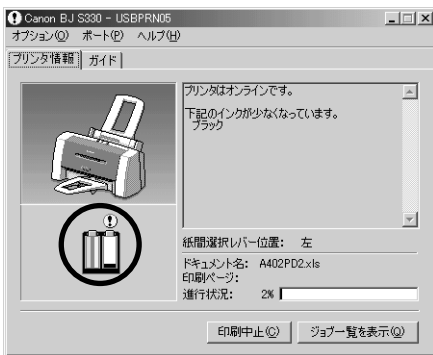 Canon BJ S330 - USBPRN05
オプション(O) ポート(P) ヘルプ(H)
プリンタ情報 ガイド
プリンタはオンラインです。
下記のインクが少なくなっています。
ブラック
紙間選択レバー位置: 左
ドキュメント名: A402PD2.xls
印刷ページ:
進行状況: 2%
印刷中止(C) ジョブ一覧を表示(Q)